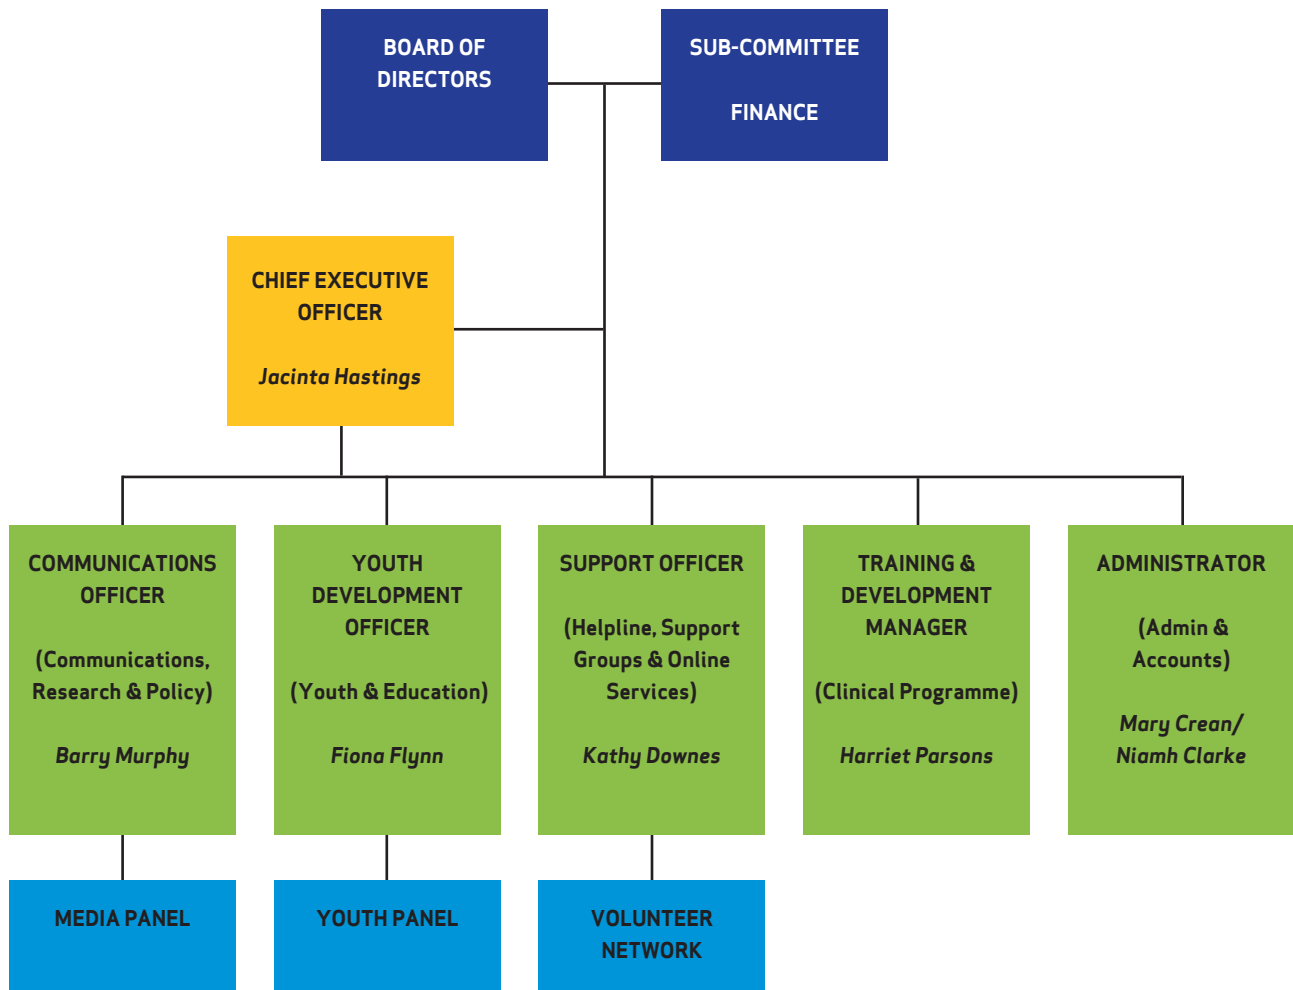 BOARD OF
DIRECTORS
SUB-COMMITTEE
FINANCE
CHIEF EXECUTIVE
OFFICER
Jacinta Hastings
COMMUNICATIONS
OFFICER
(Communications,
Research & Policy)
Barry Murphy
YOUTH
DEVELOPMENT
OFFICER
(Youth & Education)
Fiona Flynn
SUPPORT OFFICER
(Helpline, Support
Groups & Online
Services)
Kathy Downes
TRAINING &
DEVELOPMENT
MANAGER
(Clinical Programme)
Harriet Parsons
ADMINISTRATOR
(Admin &
Accounts)
Mary Crean/
Niamh Clarke
MEDIA PANEL
YOUTH PANEL
VOLUNTEER
NETWORK